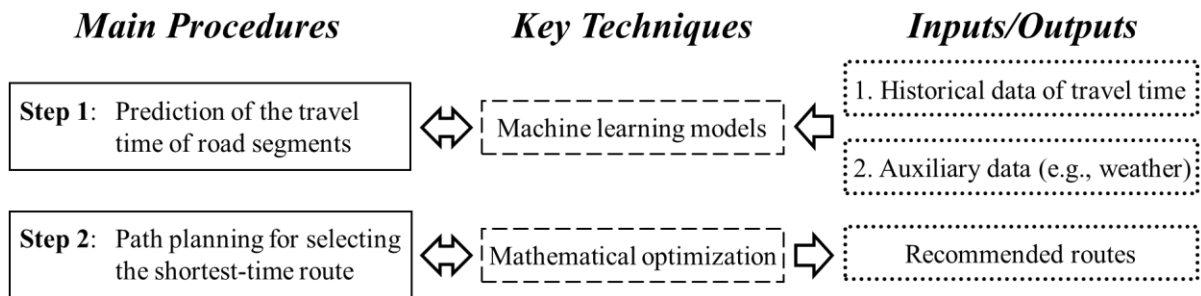 Main Procedures
Key Techniques
Inputs/Outputs
Step 1: Prediction of the travel
time of road segments
Machine learning models
1. Historical data of travel time
2. Auxiliary data (e.g., weather)
Step 2: Path planning for selecting
the shortest-time route
Mathematical optimization
Recommended routes